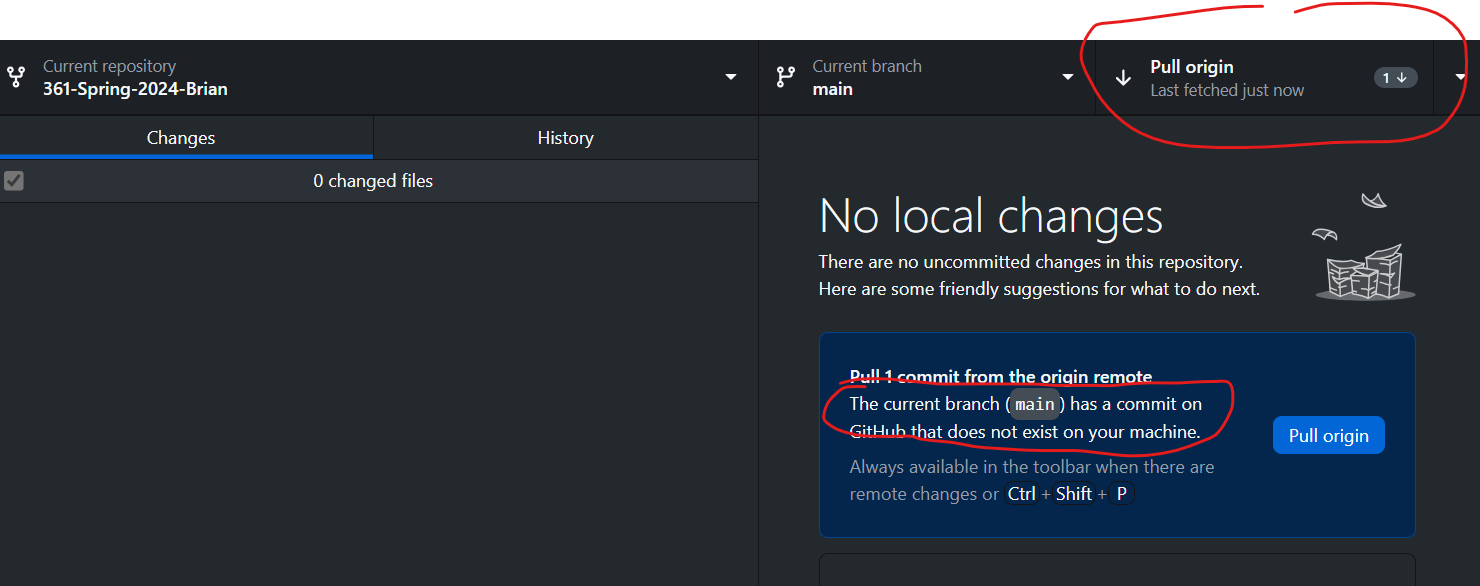 Current repository
361-Spring-2024-Brian
Current branch
main
Pull origin
Last fetched just now
1
Changes
History
0 changed files
No local changes
There are no uncommitted changes in this repository.
Here are some friendly suggestions for what to do next.
Pull 1 commit from the origin remote
The current branch (main) has a commit on
GitHub that does not exist on your machine.
Pull origin
Always available in the toolbar when there are
remote changes or Ctrl + Shift + P